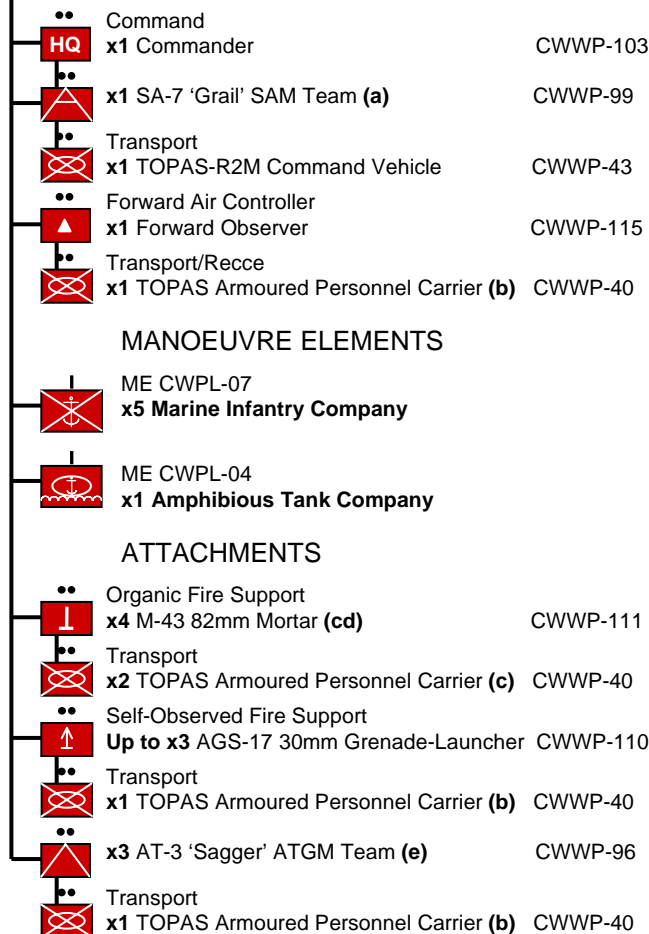 Command
HQ x1 Commander CWWP-103
x1 SA-7 'Grail' SAM Team (a) CWWP-99
Transport
x1 TOPAS-R2M Command Vehicle CWWP-43
Forward Air Controller
x1 Forward Observer CWWP-115
Transport/Recce
x1 TOPAS Armoured Personnel Carrier (b) CWWP-40
MANOEUVRE ELEMENTS
ME CWPL-07
x5 Marine Infantry Company
ME CWPL-04
x1 Amphibious Tank Company
ATTACHMENTS
Organic Fire Support
x4 M-43 82mm Mortar (cd) CWWP-111
Transport
x2 TOPAS Armoured Personnel Carrier (c) CWWP-40
Self-Observed Fire Support
Up to x3 AGS-17 30mm Grenade-Launcher CWWP-110
Transport
x1 TOPAS Armoured Personnel Carrier (b) CWWP-40
x3 AT-3 'Sagger' ATGM Team (e) CWWP-96
Transport
x1 TOPAS Armoured Personnel Carrier (b) CWWP-40